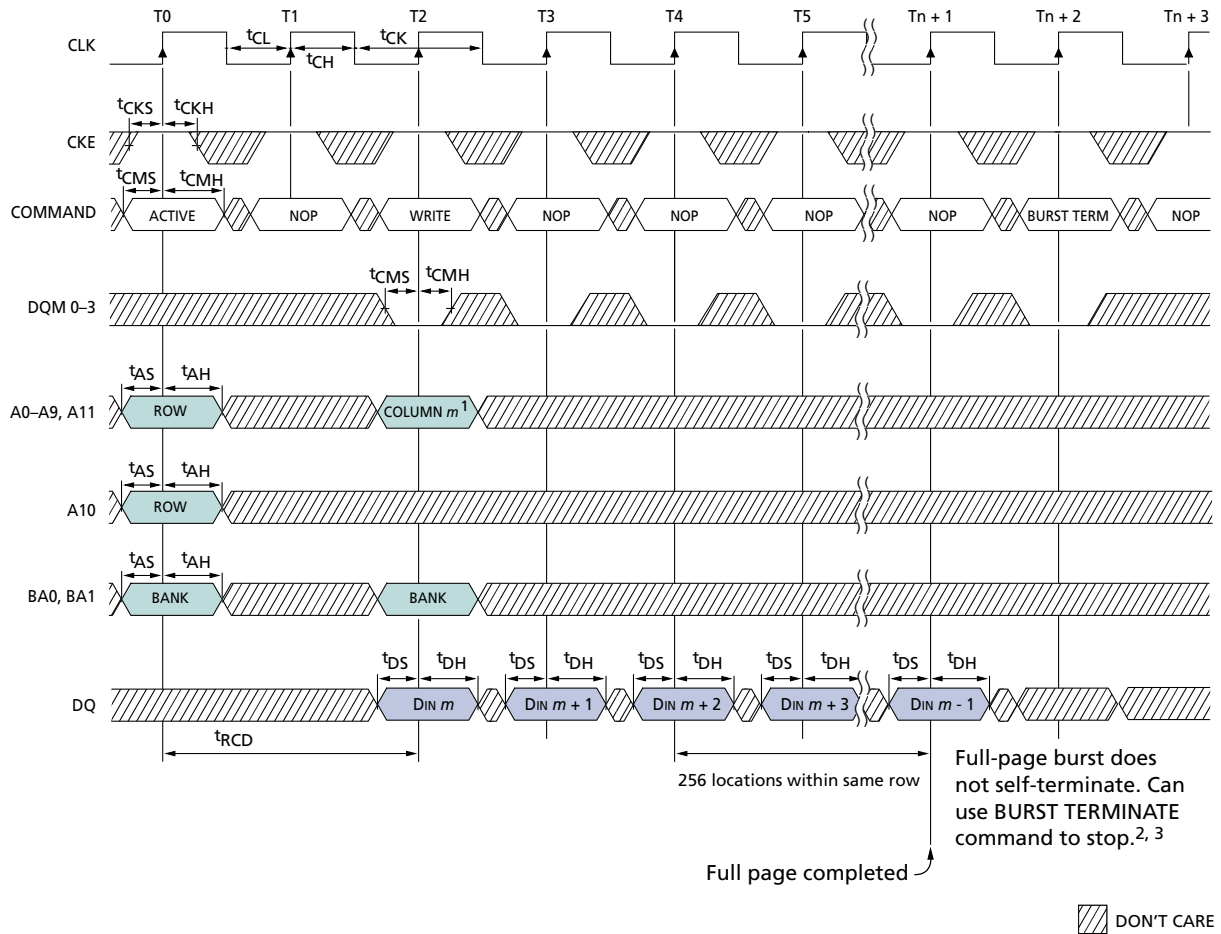 T0 T1 T2 T3 T4 T5 Tn + 1 Tn + 2 Tn + 3
CLK
tCL tCK
tCH
tCKS tCKH
CKE
tCMS tCMH
COMMAND ACTIVE NOP WRITE NOP NOP NOP NOP BURST TERM NOP
tCMS tCMH
DQM 0–3
tAS tAH
A0–A9, A11 ROW COLUMN m1
tAS tAH
A10 ROW
tAS tAH
BA0, BA1 BANK BANK
tDS tDH tDS tDH tDS tDH tDS tDH tDS tDH
DQ DIN m DIN m + 1 DIN m + 2 DIN m + 3 DIN m - 1
tRCD
256 locations within same row
Full-page burst does
not self-terminate. Can
use BURST TERMINATE
command to stop.2, 3
Full page completed
DON'T CARE